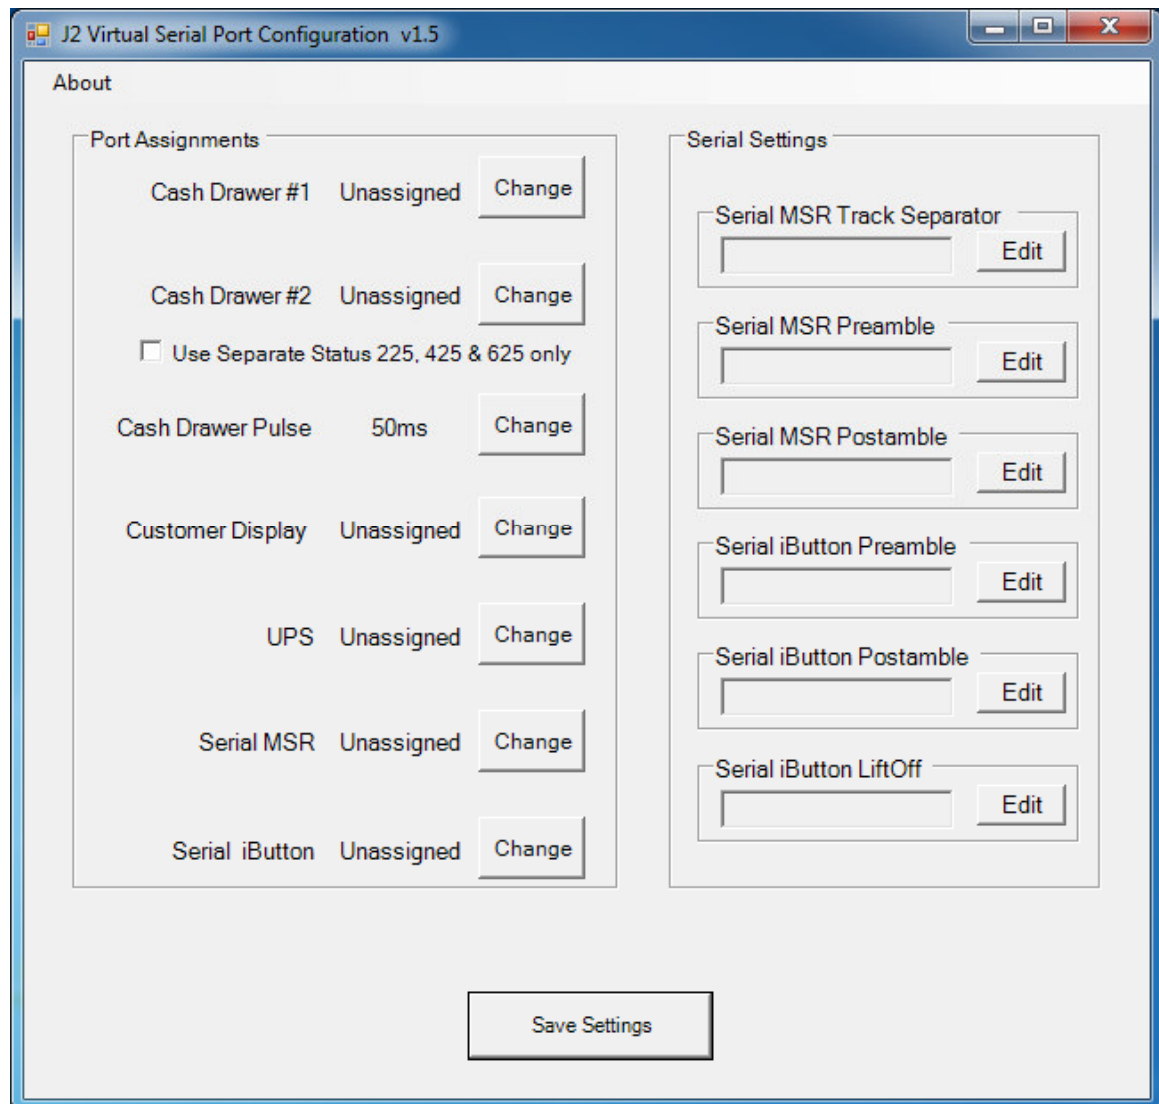 J2 Virtual Serial Port Configuration v1.5
X
About
Port Assignments
Cash Drawer #1 Unassigned Change
Cash Drawer #2 Unassigned Change
Use Separate Status 225, 425 & 625 only
Cash Drawer Pulse 50ms Change
Customer Display Unassigned Change
UPS Unassigned Change
Serial MSR Unassigned Change
Serial iButton Unassigned Change
Serial Settings
Serial MSR Track Separator
Edit
Serial MSR Preamble
Edit
Serial MSR Postamble
Edit
Serial iButton Preamble
Edit
Serial iButton Postamble
Edit
Serial iButton LiftOff
Edit
Save Settings